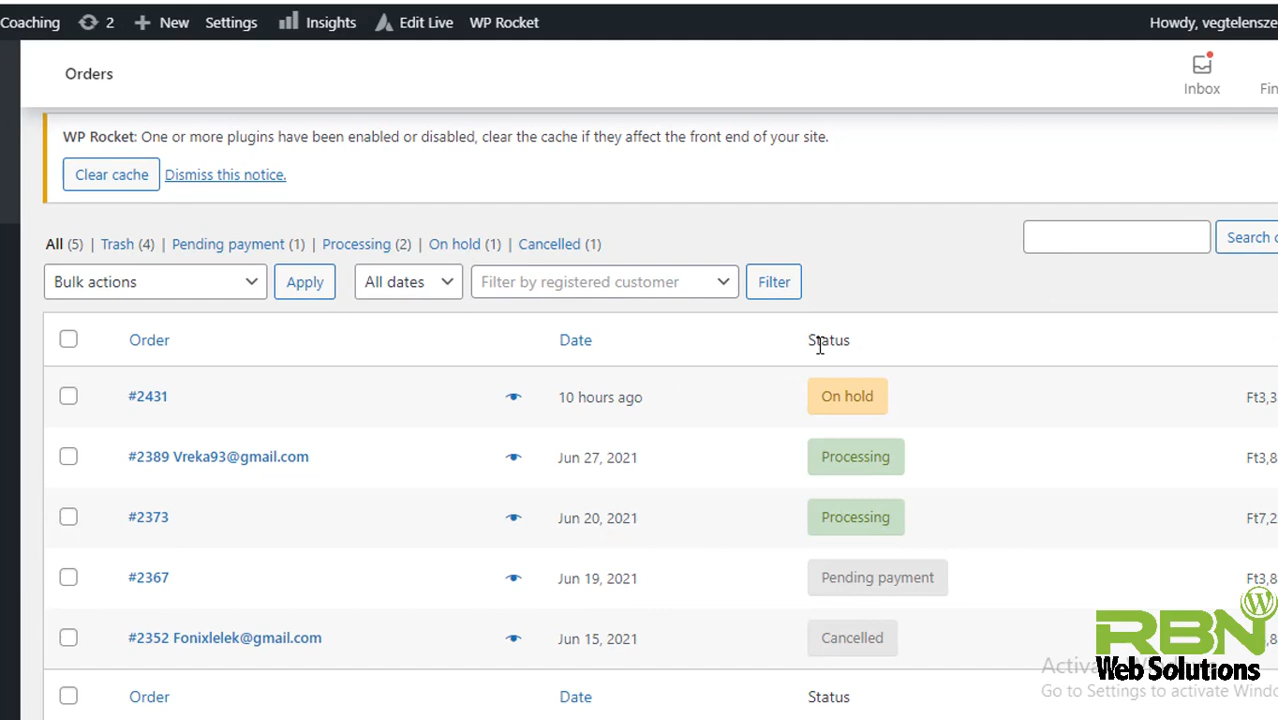 Coaching 2 New Settings Insights Edit Live WP Rocket Howdy, vegtelensze
Orders
Inbox Fin
WP Rocket: One or more plugins have been enabled or disabled, clear the cache if they affect the front end of your site.
Clear cache Dismiss this notice.
All (5) | Trash (4) | Pending payment (1) | Processing (2) | On hold (1) | Cancelled (1)
Search
Bulk actions Apply All dates Filter by registered customer Filter
Order Date Status
#2431 10 hours ago On hold Ft3,3
#2389 Vreka93@gmail.com Jun 27, 2021 Processing Ft3,8
#2373 Jun 20, 2021 Processing Ft7,2
#2367 Jun 19, 2021 Pending payment Ft3,8
#2352 Fonixlelek@gmail.com Jun 15, 2021 Cancelled
RBN
Web Solutions
Go to Settings to activate Windo
Order Date Status